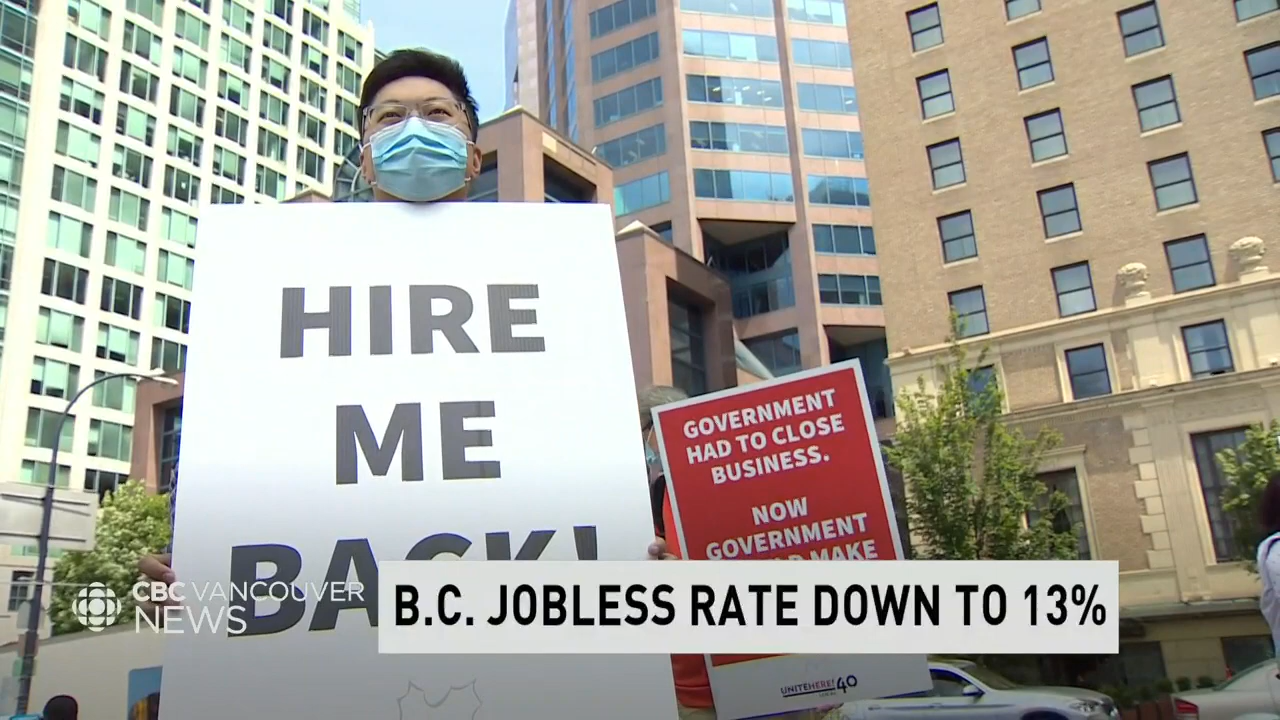 HIRE
ME
BACK!
GOVERNMENT
HAD TO CLOSE
BUSINESS.
NOW
GOVERNMENT
MAKE
UNITEHERE! 40
CBC VANCOUVER
NEWS
B.C. JOBLESS RATE DOWN TO 13%